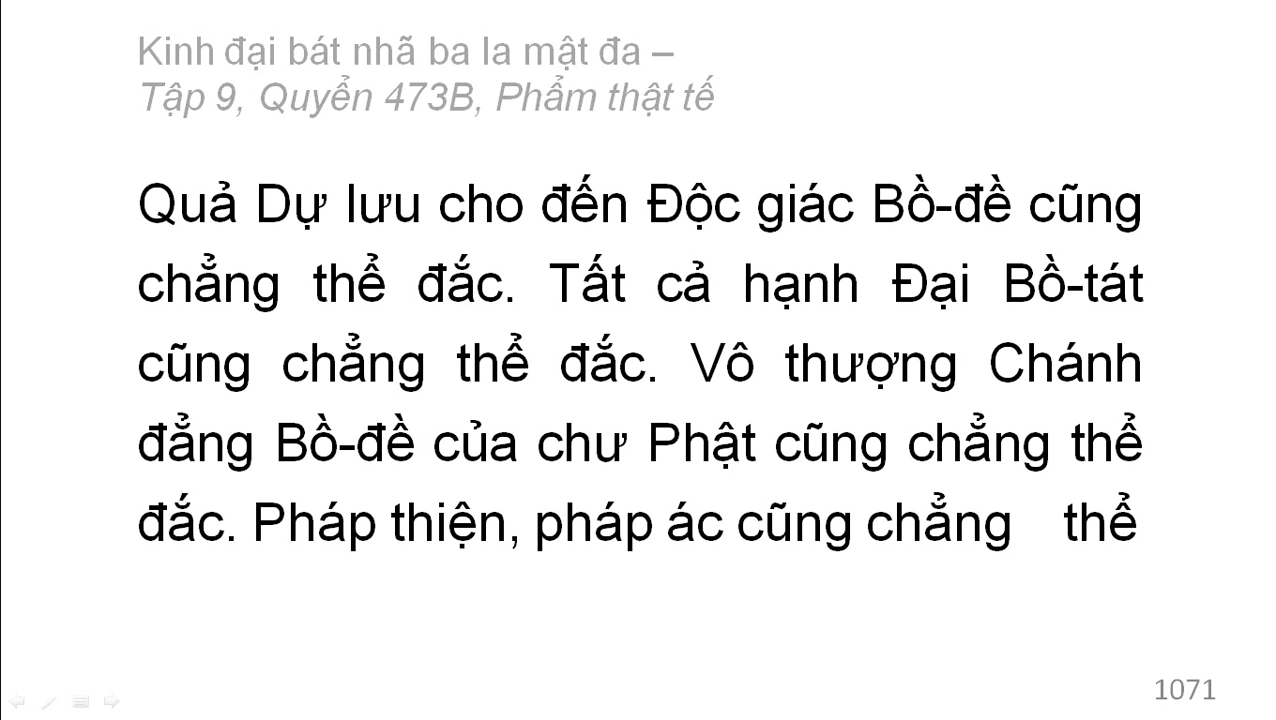 Kinh đại bát nhã ba la mật đa –
Tập 9, Quyển 473B, Phẩm thật tế
Quả Dự lưu cho đến Độc giác Bồ-đề cũng
chẳng thể đắc. Tất cả hạnh Đại Bồ-tát
cũng chẳng thể đắc. Vô thượng Chánh
đẳng Bồ-đề của chư Phật cũng chẳng thể
đắc. Pháp thiện, pháp ác cũng chẳng thể
1071